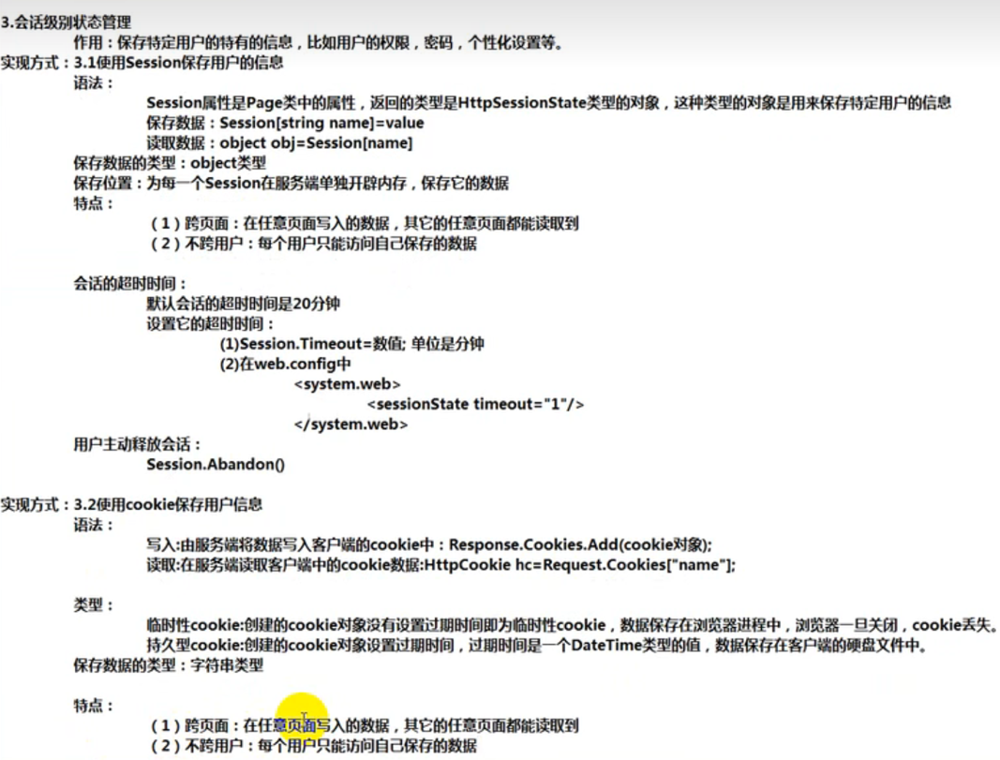 3.会话级别状态管理
作用：保存特定用户的特有的信息，比如用户的权限，密码，个性化设置等。
实现方式：3.1使用Session保存用户的信息
语法：
Session属性是Page类中的属性，返回的类型是HttpSessionState类型的对象，这种类型的对象是用来保存特定用户的信息
保存数据：Session[string name]=value
读取数据：object obj=Session[name]
保存数据的类型：object类型
保存位置：为每一个Session在服务端单独开辟内存，保存它的数据
特点：
（1）跨页面：在任意页面写入的数据，其它的任意页面都能读取到
（2）不跨用户：每个用户只能访问自己保存的数据
会话的超时时间：
默认会话的超时时间是20分钟
设置它的超时时间：
(1)Session.Timeout=数值; 单位是分钟
(2)在web.config中
<system.web>
<sessionState timeout="1"/>
</system.web>
用户主动释放会话：
Session.Abandon()
实现方式：3.2使用cookie保存用户信息
语法：
写入:由服务端将数据写入客户端的cookie中：Response.Cookies.Add(cookie对象);
读取:在服务端读取客户端中的cookie数据:HttpCookie hc=Request.Cookies["name"];
类型：
临时性cookie:创建的cookie对象没有设置过期时间即为临时性cookie，数据保存在浏览器进程中，浏览器一旦关闭，cookie丢失。
持久型cookie:创建的cookie对象设置过期时间，过期时间是一个DateTime类型的值，数据保存在客户端的硬盘文件中。
保存数据的类型：字符串类型
特点：
（1）跨页面：在任意页面写入的数据，其它的任意页面都能读取到
（2）不跨用户：每个用户只能访问自己保存的数据